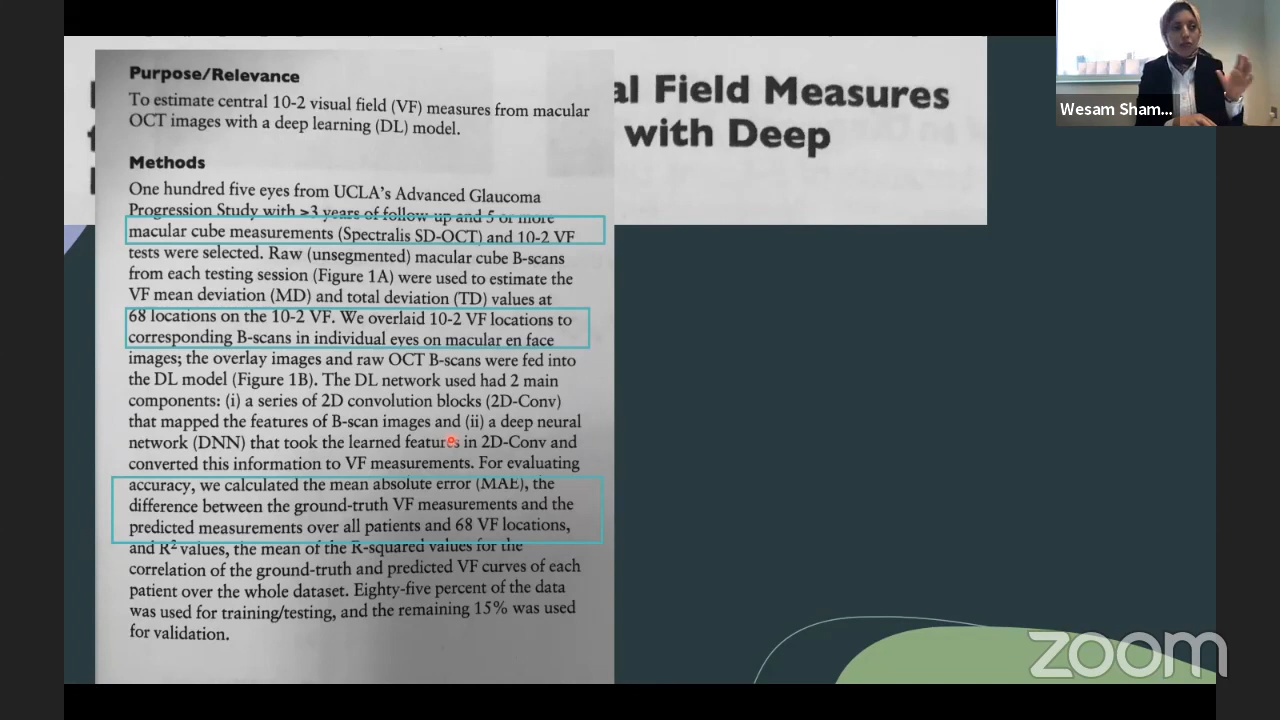 al Field Measures
with Deep
Purpose/Relevance
To estimate central 10-2 visual field (VF) measures from macular
OCT images with a deep learning (DL) model.
Methods
One hundred five eyes from UCLA's Advanced Glaucoma
Progression Study with ≥3 years of follow-up and 5 or more
macular cube measurements (Spectralis SD-OCT) and 10-2 VF
tests were selected. Raw (unsegmented) macular cube B-scans
from each testing session (Figure 1A) were used to estimate the
VF mean deviation (MD) and total deviation (TD) values at
68 locations on the 10-2 VF. We overlaid 10-2 VF locations to
corresponding B-scans in individual eyes on macular en face
images; the overlay images and raw OCT B-scans were fed into
the DL model (Figure 1B). The DL network used had 2 main
components: (i) a series of 2D convolution blocks (2D-Conv)
that mapped the features of B-scan images and (ii) a deep neural
network (DNN) that took the learned features in 2D-Conv and
converted this information to VF measurements. For evaluating
accuracy, we calculated the mean absolute error (MAE), the
difference between the ground-truth VF measurements and the
predicted measurements over all patients and 68 VF locations,
and R² values, the mean of the R-squared values for the
correlation of the ground-truth and predicted VF curves of each
patient over the whole dataset. Eighty-five percent of the data
was used for training/testing, and the remaining 15% was used
for validation.
Wesam Sham...
zoom